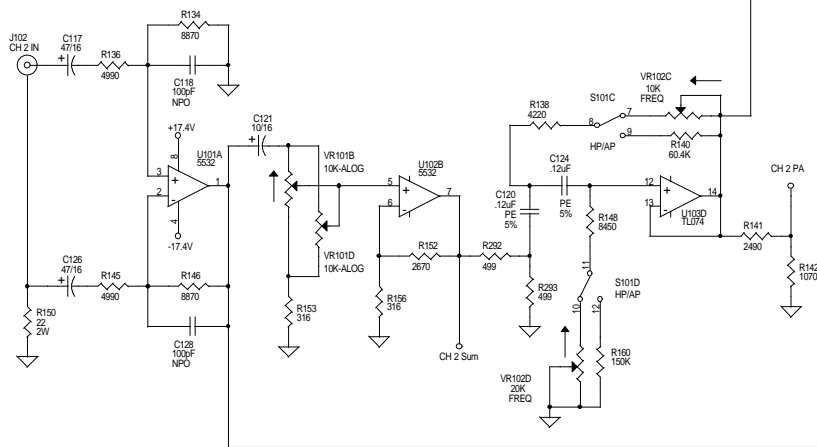 J102
CH 2 IN
C117
47/16
R136
4990
R134
8870
C118
100pF
NPO
+17.4V
8
U101A
5532
3
+
2
-
1
4
-17.4V
C126
47/16
R145
4990
R146
8870
R150
22
2W
C128
100pF
NPO
C121
10/16
VR101B
10K-ALOG
VR101D
10K-ALOG
R153
316
U102B
5532
5
+
6
-
7
R152
2670
R156
316
R292
499
CH 2 Sum
R293
499
R138
4220
S101C
8
7
9
HP/AP
VR102C
10K
FREQ
R140
60.4K
C120
.12uF
PE
5%
C124
.12uF
PE
5%
R148
8450
11
S101D
HP/AP
10
12
VR102D
20K
FREQ
R160
150K
12
+
13
-
14
U103D
TL074
R141
2490
CH 2 PA
R142
1070